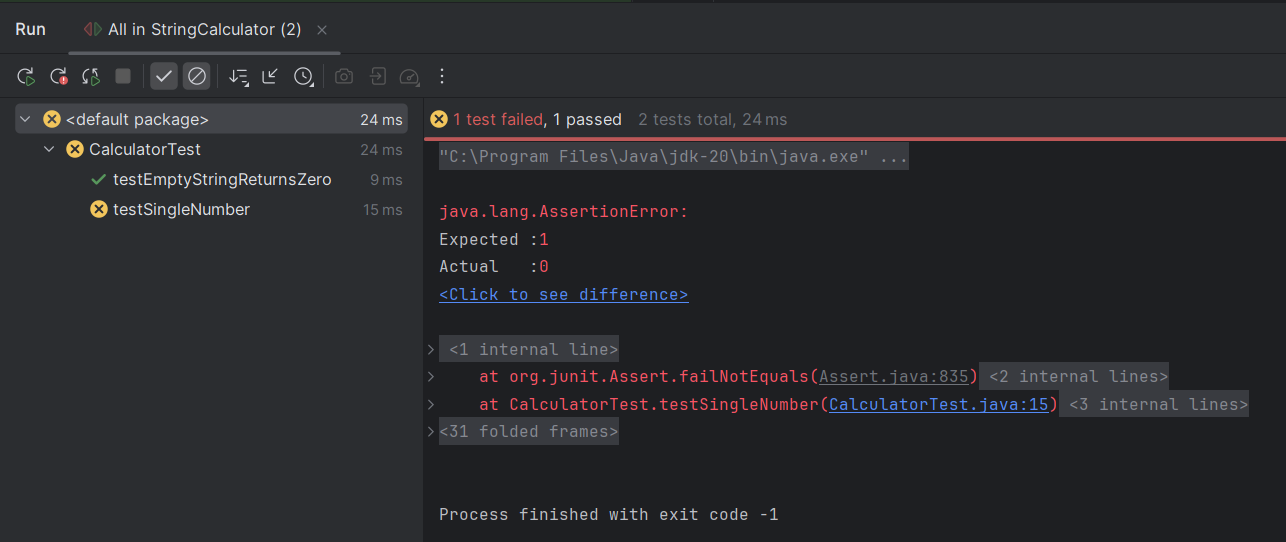 Run All in StringCalculator (2)
<default package> 24 ms
CalculatorTest 24 ms
testEmptyStringReturnsZero 9 ms
testSingleNumber 15 ms
1 test failed, 1 passed 2 tests total, 24 ms
"C:\Program Files\Java\jdk-20\bin\java.exe" ...
java.lang.AssertionError:
Expected :1
Actual   :0
<Click to see difference>
<1 internal line>
at org.junit.Assert.failNotEquals(Assert.java:835) <2 internal lines>
at CalculatorTest.testSingleNumber(CalculatorTest.java:15) <3 internal lines>
<31 folded frames>
Process finished with exit code -1